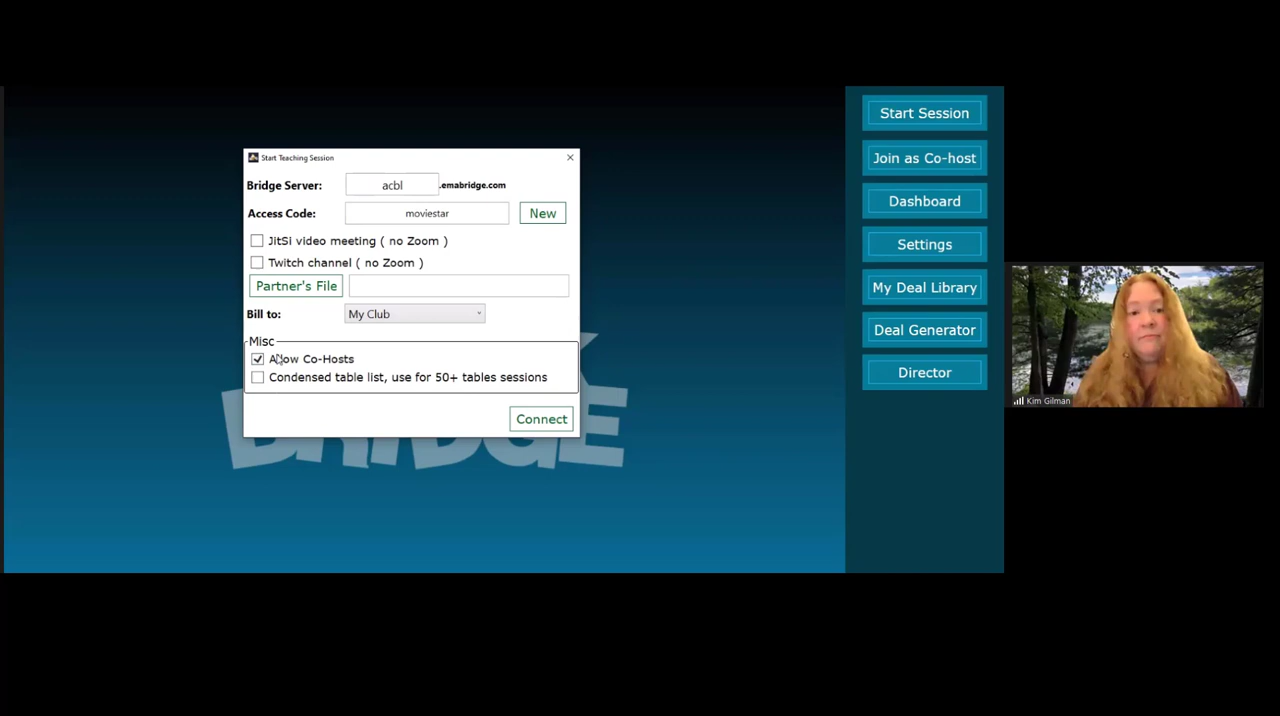 Start Teaching Session
Bridge Server: acbl .emabridge.com
Access Code: moviestar New
JitSi video meeting ( no Zoom )
Twitch channel ( no Zoom )
Partner's File
Bill to: My Club
Misc
Allow Co-Hosts
Condensed table list, use for 50+ tables sessions
Connect
BRIDGE
Start Session
Join as Co-host
Dashboard
Settings
My Deal Library
Deal Generator
Director
Kim Gilman